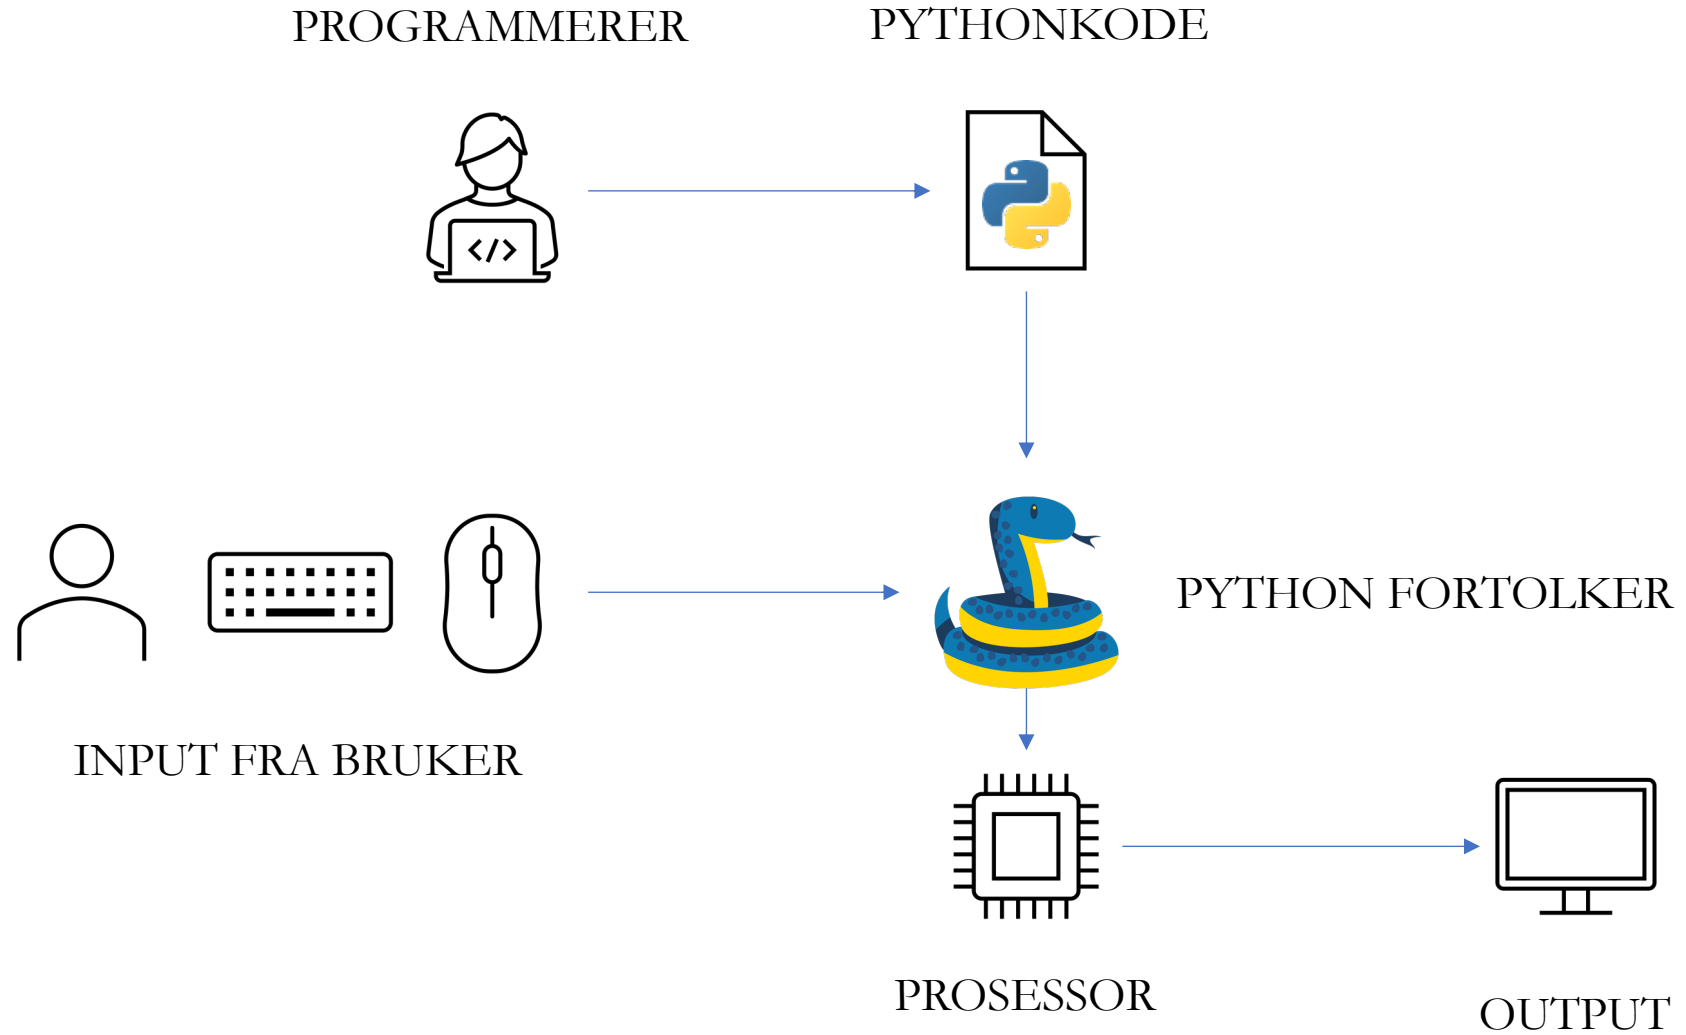 PROGRAMMERER
PYTHONKODE
</>
PYTHON FORTOLKER
INPUT FRA BRUKER
PROSESSOR
OUTPUT